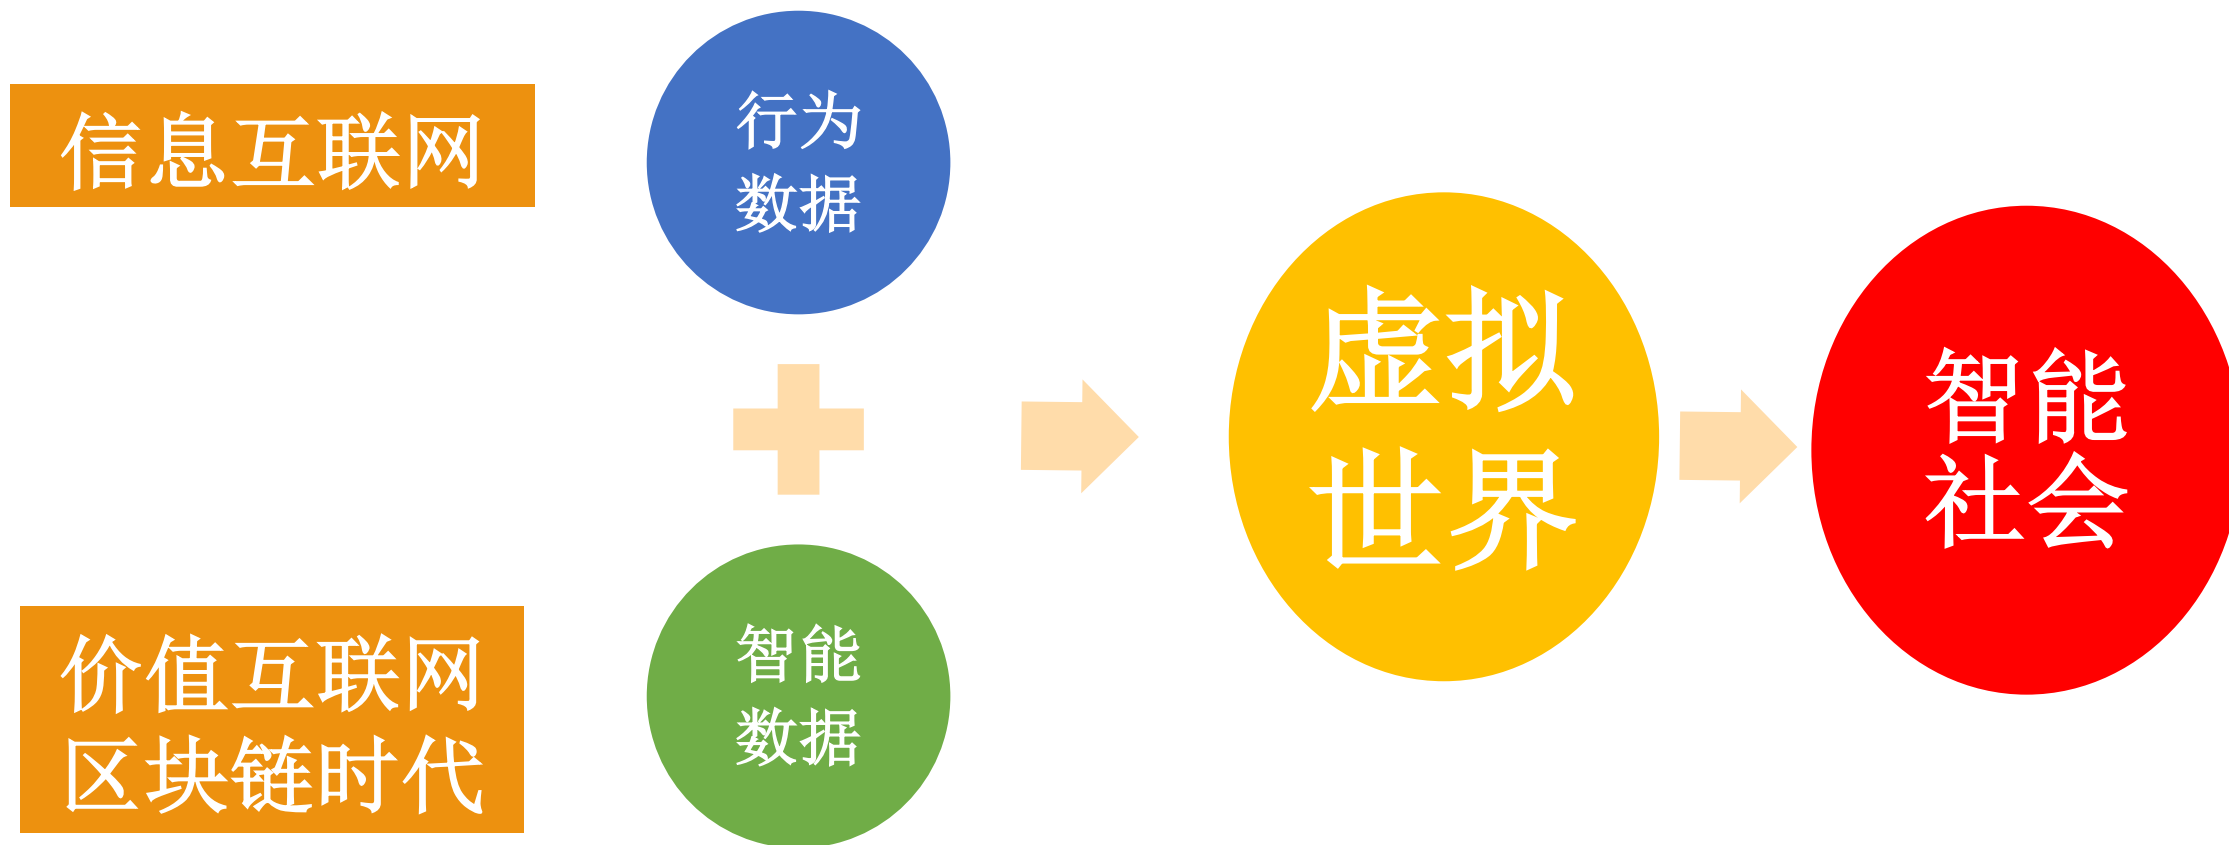 信息互联网
行为
数据
虚拟
世界
智能
社会
价值互联网
区块链时代
智能
数据